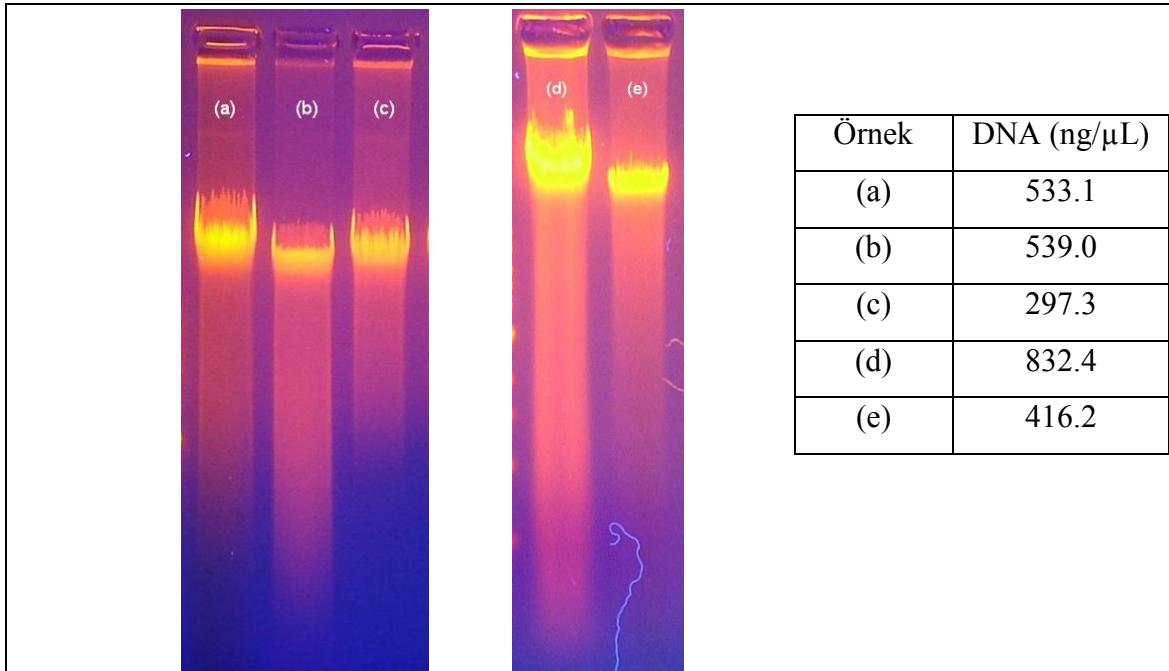 (a)
(b)
(c)
(d)
(e)
Örnek DNA (ng/µL)
(a) 533.1
(b) 539.0
(c) 297.3
(d) 832.4
(e) 416.2